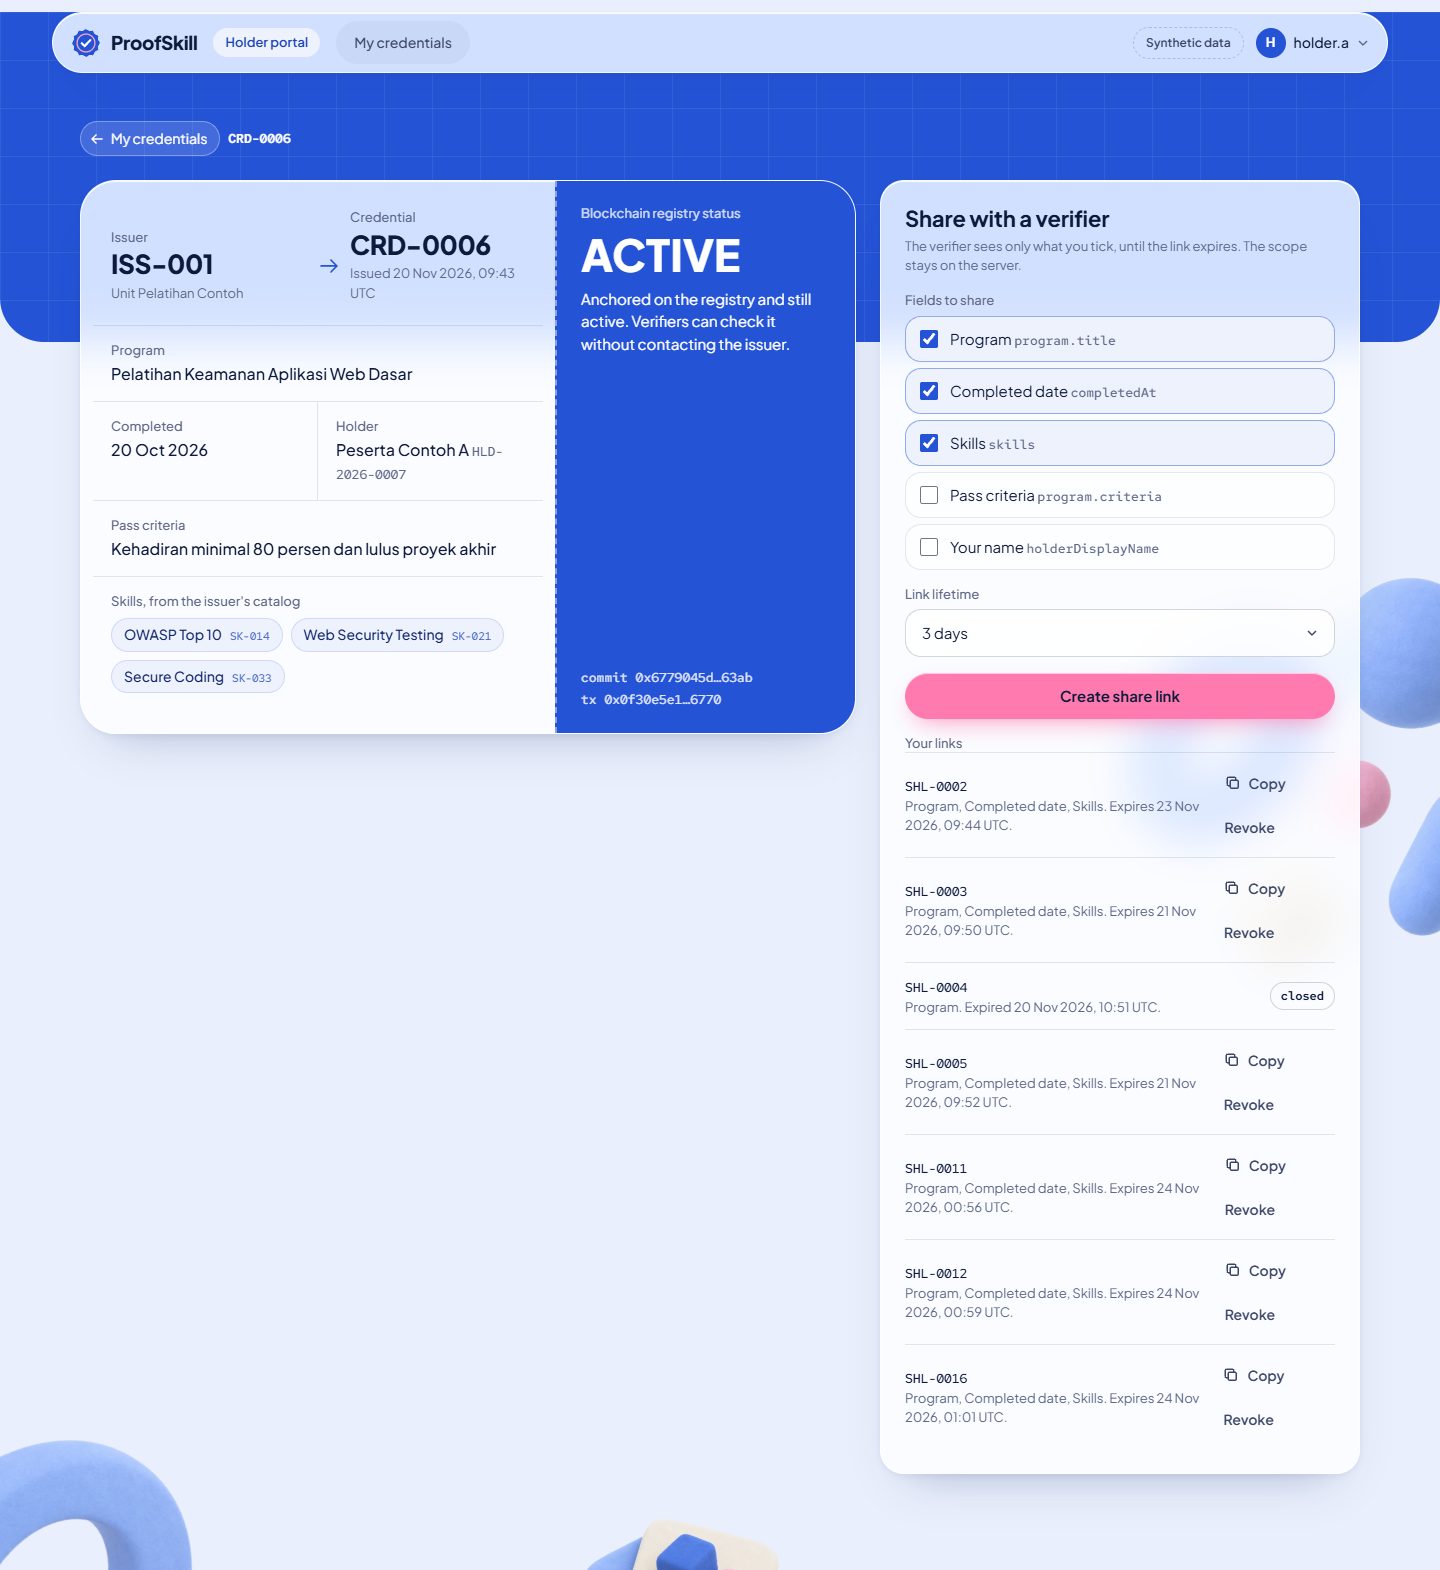 ProofSkill
Holder portal
My credentials
Synthetic data
H
holder.a
My credentials
CRD-0006
Issuer
ISS-001
Unit Pelatihan Contoh
Credential
CRD-0006
Issued 20 Nov 2026, 09:43
UTC
Program
Pelatihan Keamanan Aplikasi Web Dasar
Completed
20 Oct 2026
Holder
Peserta Contoh A HLD-
2026-0007
Pass criteria
Kehadiran minimal 80 persen dan lulus proyek akhir
Skills, from the issuer's catalog
OWASP Top 10 SK-014
Web Security Testing SK-021
Secure Coding SK-033
Blockchain registry status
ACTIVE
Anchored on the registry and still
active. Verifiers can check it
without contacting the issuer.
commit 0x6779045d…63ab
tx 0x0f30e5e1…6770
Share with a verifier
The verifier sees only what you tick, until the link expires. The scope
stays on the server.
Fields to share
Program program.title
Completed date completedAt
Skills skills
Pass criteria program.criteria
Your name holderDisplayName
Link lifetime
3 days
Create share link
Your links
SHL-0002
Program, Completed date, Skills. Expires 23 Nov
2026, 09:44 UTC.
Copy
Revoke
SHL-0003
Program, Completed date, Skills. Expires 21 Nov
2026, 09:50 UTC.
Copy
Revoke
SHL-0004
Program. Expired 20 Nov 2026, 10:51 UTC.
closed
SHL-0005
Program, Completed date, Skills. Expires 21 Nov
2026, 09:52 UTC.
Copy
Revoke
SHL-0011
Program, Completed date, Skills. Expires 24 Nov
2026, 00:56 UTC.
Copy
Revoke
SHL-0012
Program, Completed date, Skills. Expires 24 Nov
2026, 00:59 UTC.
Copy
Revoke
SHL-0016
Program, Completed date, Skills. Expires 24 Nov
2026, 01:01 UTC.
Copy
Revoke